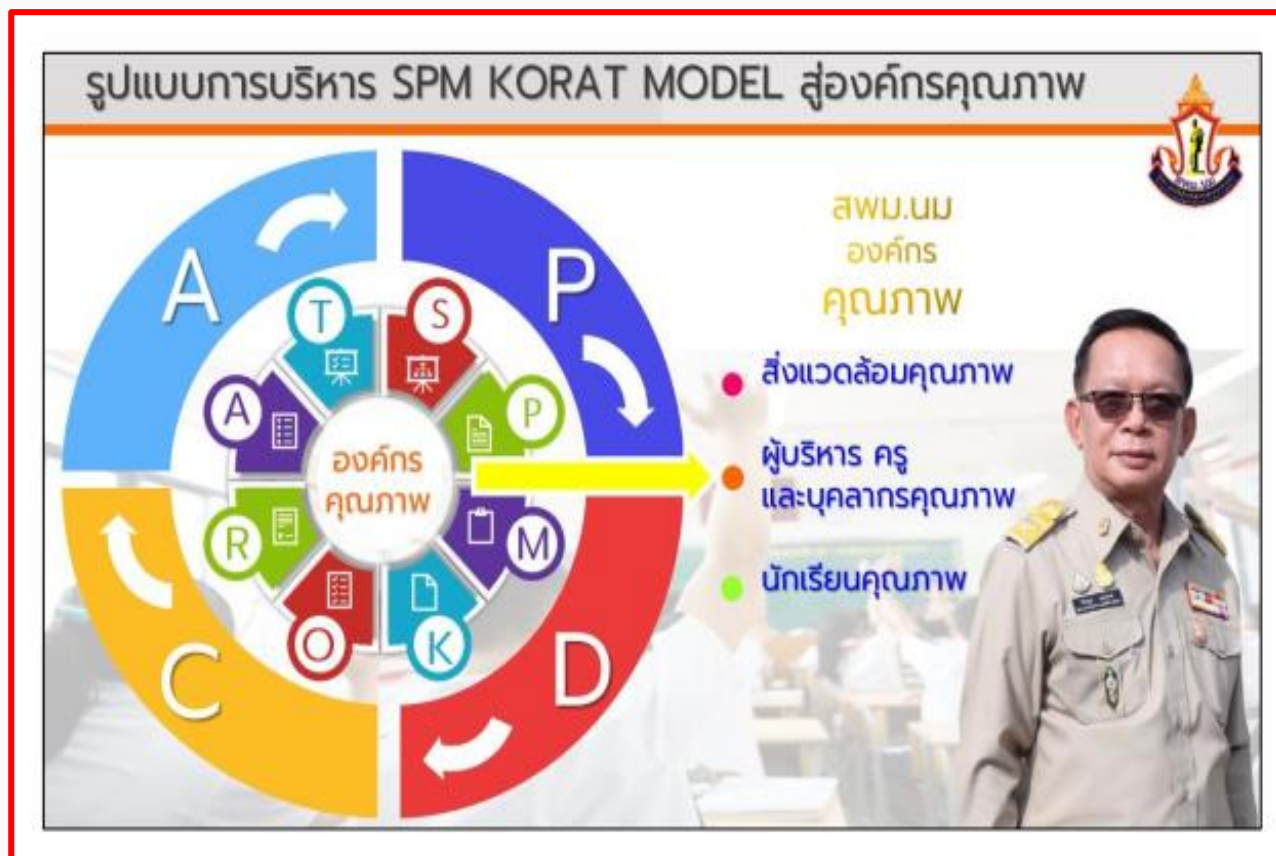 รูปแบบการบริหาร SPM KORAT MODEL สู่องค์กรคุณภาพ
สพม.นม
องค์กร
คุณภาพ
A
P
D
C
S
P
M
K
O
R
A
T
องค์กร
คุณภาพ
สิ่งแวดล้อมคุณภาพ
ผู้บริหาร ครู
และบุคลากรคุณภาพ
นักเรียนคุณภาพ